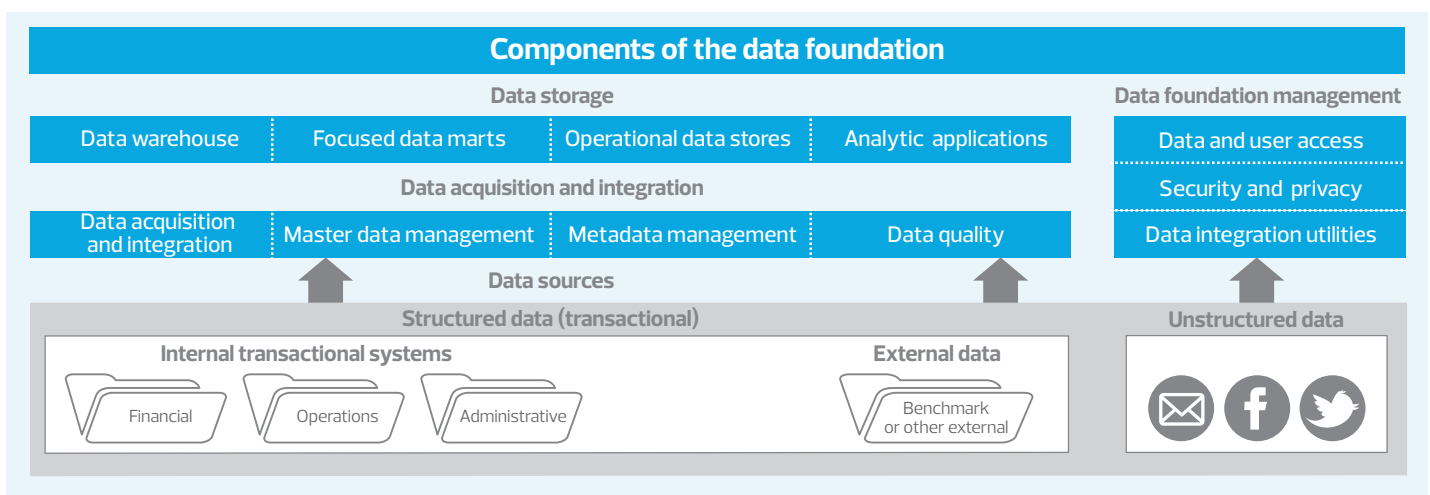 Components of the data foundation
Data storage
Data warehouse
Focused data marts
Operational data stores
Analytic applications
Data acquisition and integration
Data acquisition
and integration
Master data management
Metadata management
Data quality
Data foundation management
Data and user access
Security and privacy
Data integration utilities
Data sources
Structured data (transactional)
Internal transactional systems
Financial
Operations
Administrative
External data
Benchmark
or other external
Unstructured data